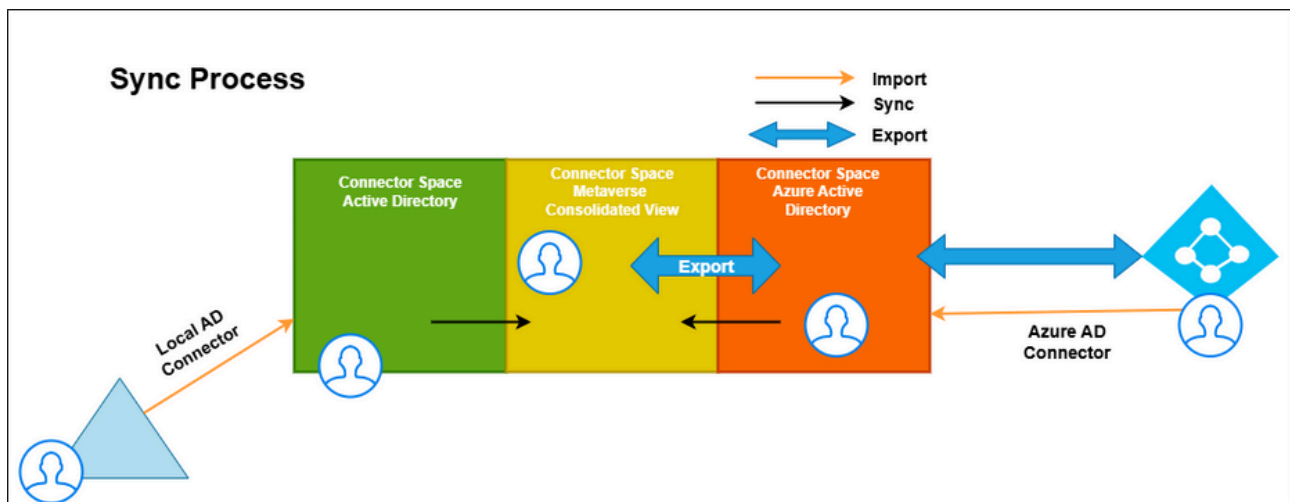 Sync Process
Import
Sync
Export
Connector Space
Active Directory
Connector Space
Metaverse
Consolidated View
Connector Space
Azure Active
Directory
Export
Local AD
Connector
Azure AD
Connector